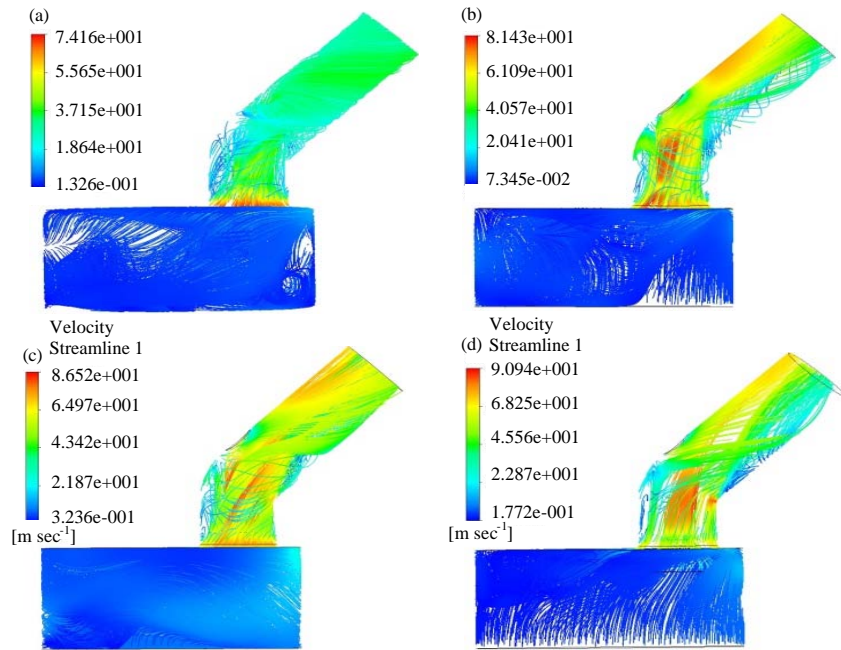 (a)
7.416e+001
5.565e+001
3.715e+001
1.864e+001
1.326e-001
(b)
8.143e+001
6.109e+001
4.057e+001
2.041e+001
7.345e-002
Velocity
Streamline 1
(c)
8.652e+001
6.497e+001
4.342e+001
2.187e+001
3.236e-001
[m sec-1]
Velocity
Streamline 1
(d)
9.094e+001
6.825e+001
4.556e+001
2.287e+001
1.772e-001
[m sec-1]